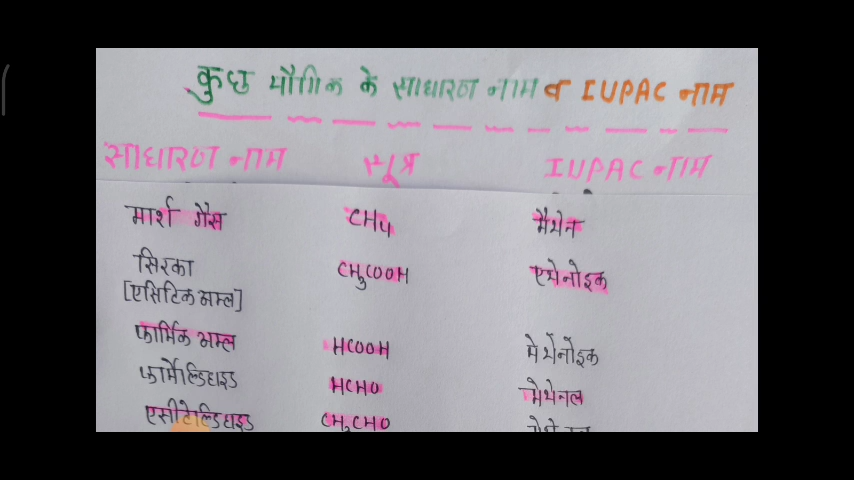 कुछ यौगिक के साधारण नाम व IUPAC नाम
साधारण नाम सूत्र IUPAC नाम
मार्श गैस CH4 मैथेन
सिरका CH3COOH एथेनोइक
[एसिटिक अम्ल]
फार्मिक अम्ल HCOOH मेथेनोइक
फार्मेल्डिहाइड HCHO मेथेनल
एसीटेल्डिहाइड CH3CHO